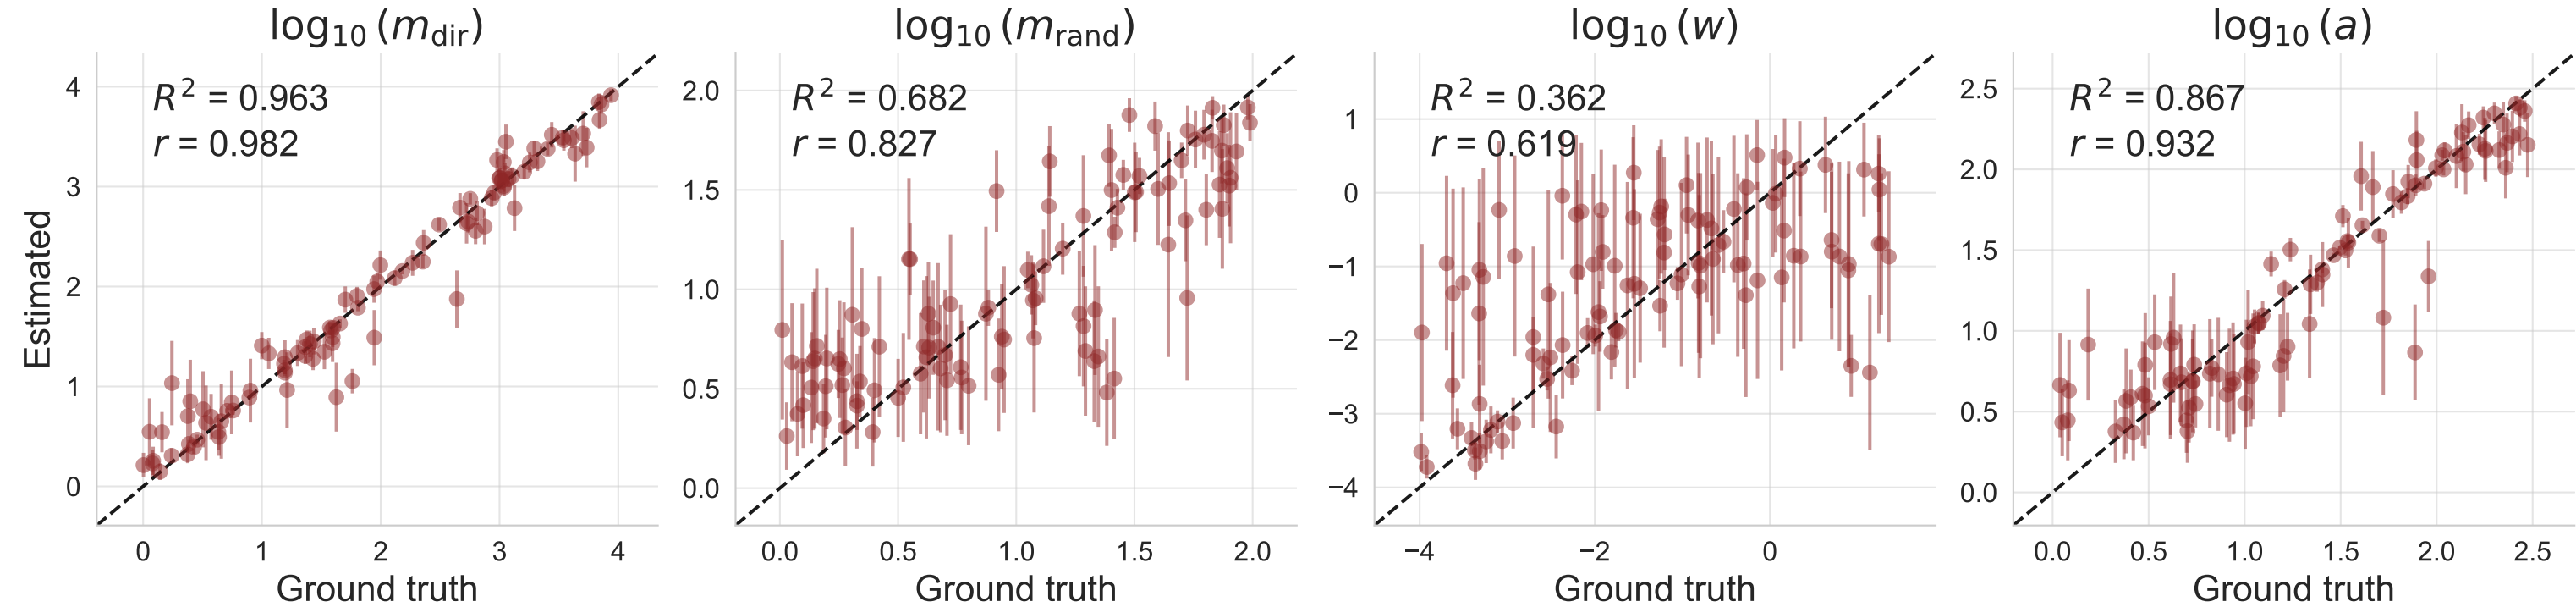 log₁₀ (m_dir)
R² = 0.963
r = 0.982
4
3
2
1
0
Estimated
0 1 2 3 4
Ground truth
log₁₀ (m_rand)
R² = 0.682
r = 0.827
2.0
1.5
1.0
0.5
0.0
0.0 0.5 1.0 1.5 2.0
Ground truth
log₁₀ (w)
R² = 0.362
r = 0.619
1
0
−1
−2
−3
−4
−4 −2 0
Ground truth
log₁₀ (a)
R² = 0.867
r = 0.932
2.5
2.0
1.5
1.0
0.5
0.0
0.0 0.5 1.0 1.5 2.0 2.5
Ground truth